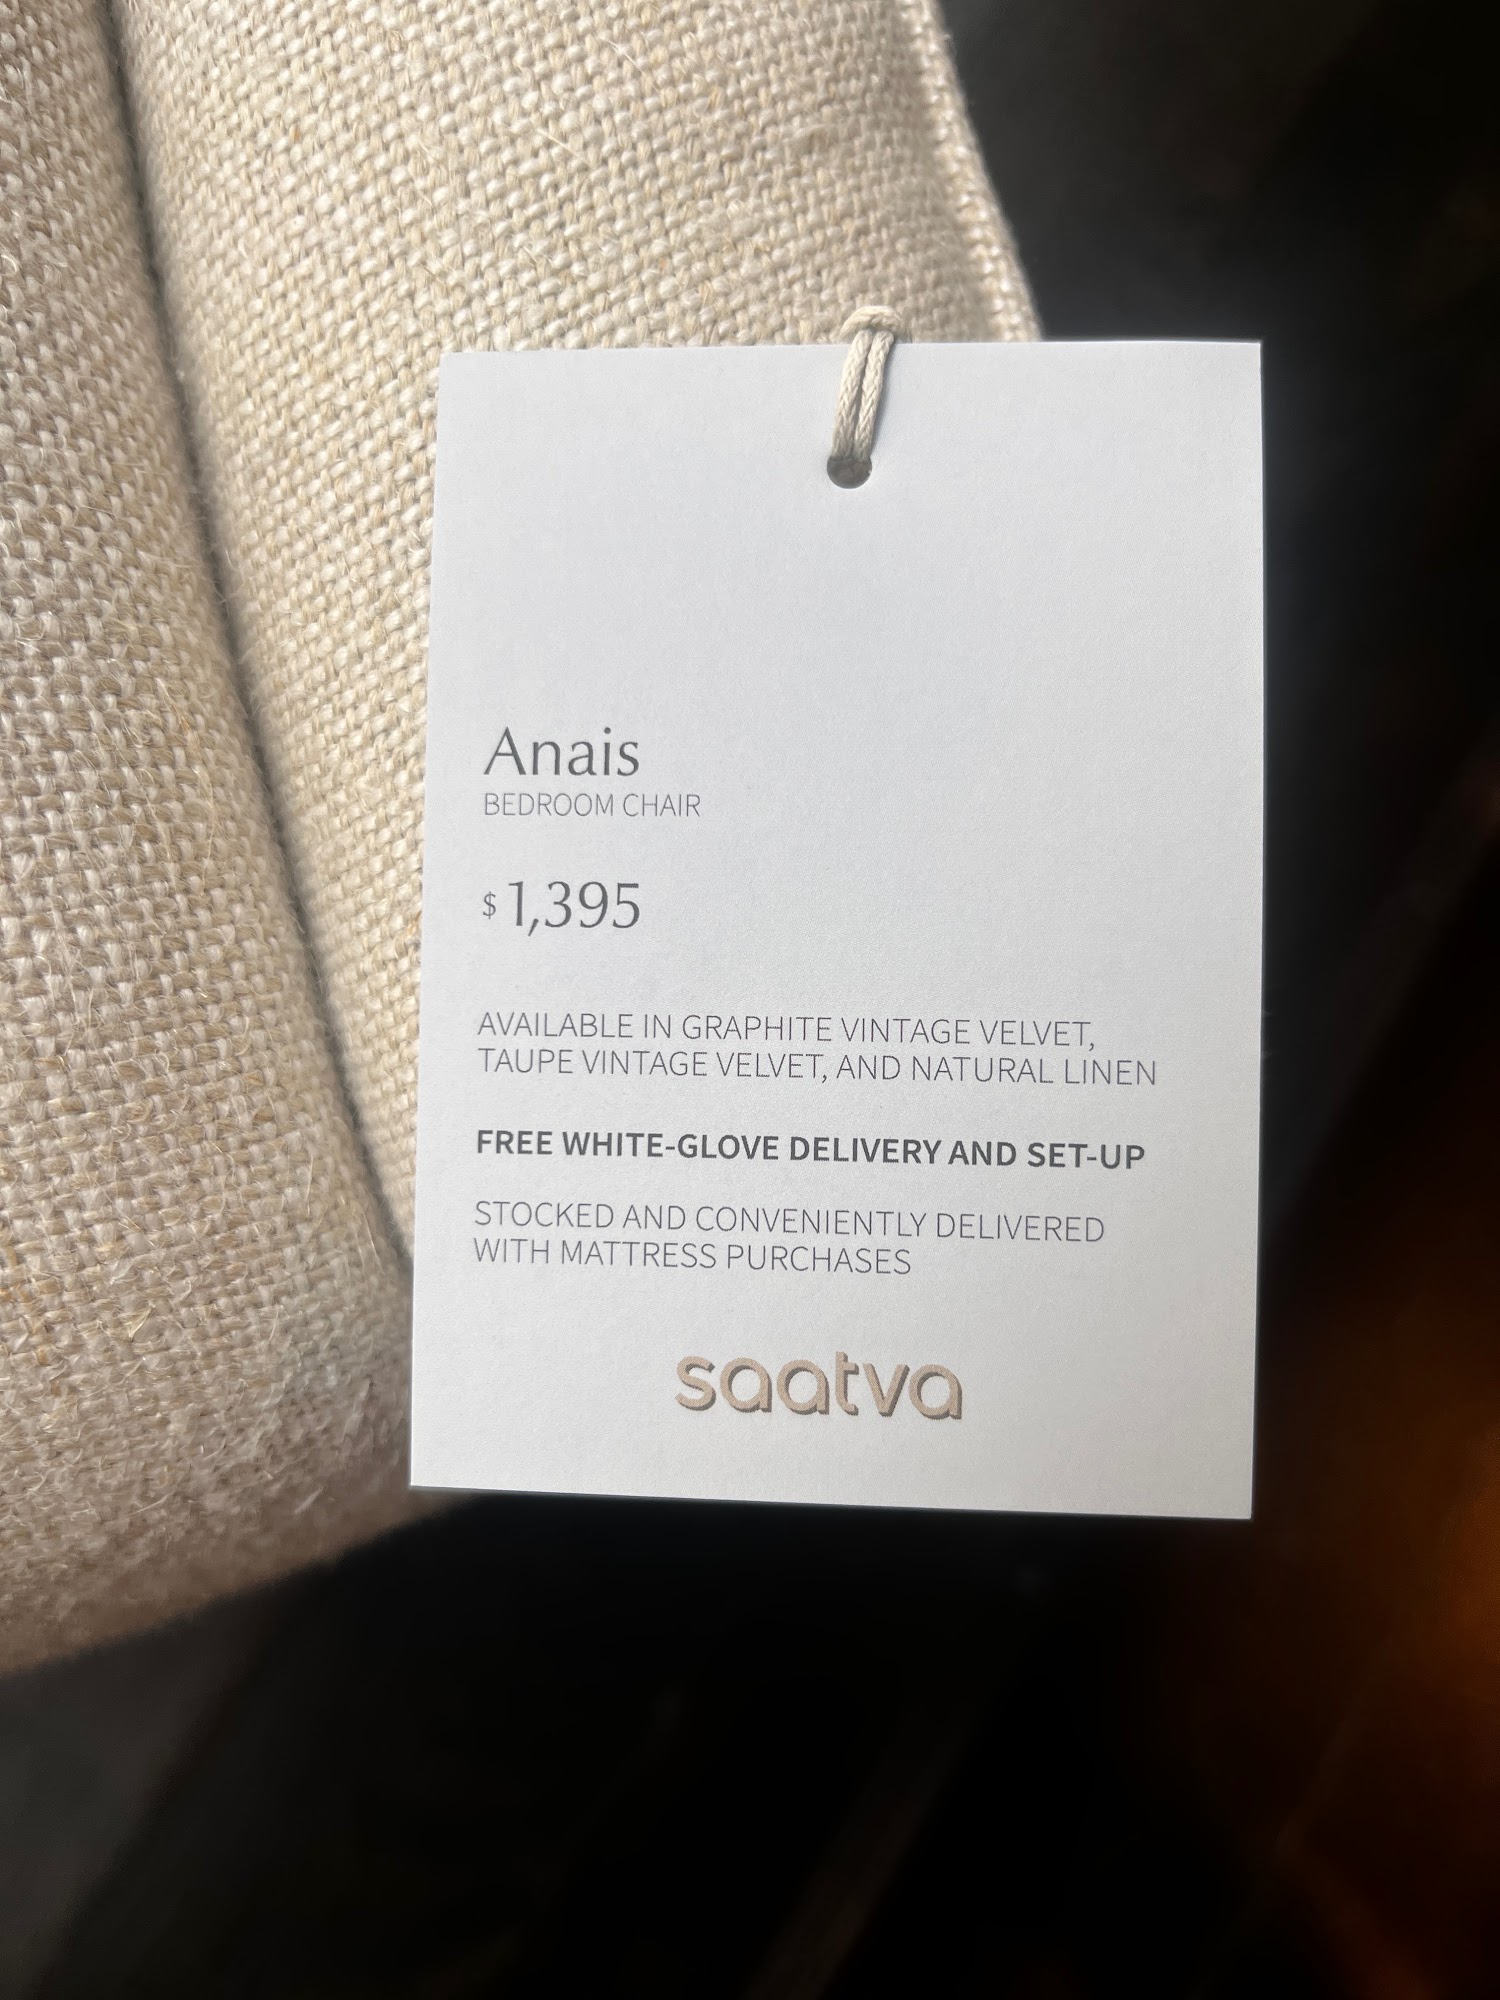 Anais
BEDROOM CHAIR
$1,395
AVAILABLE IN GRAPHITE VINTAGE VELVET,
TAUPE VINTAGE VELVET, AND NATURAL LINEN
FREE WHITE-GLOVE DELIVERY AND SET-UP
STOCKED AND CONVENIENTLY DELIVERED
WITH MATTRESS PURCHASES
saatva